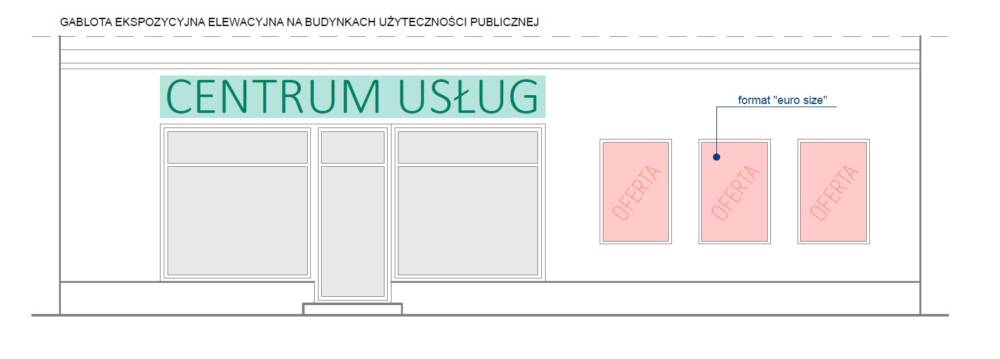 GABLOTA EKSPOZYCYJNA ELEWACYJNA NA BUDYNKACH UŻYTECZNOŚCI PUBLICZNEJ
CENTRUM USŁUG
format "euro size"
OFERTA
OFERTA
OFERTA